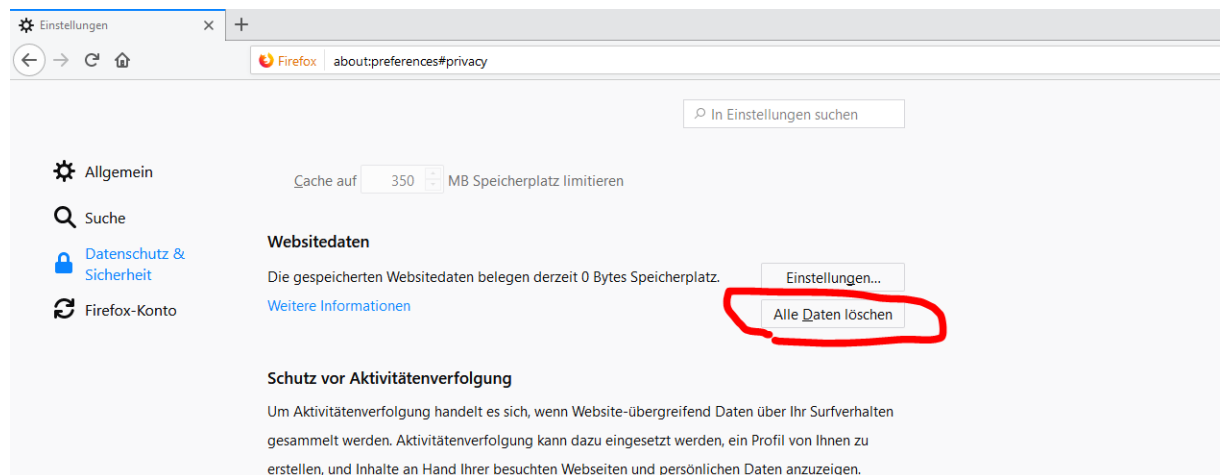 Einstellungen
Firefox about:preferences#privacy
In Einstellungen suchen
Allgemein
Suche
Datenschutz &
Sicherheit
Firefox-Konto
Cache auf 350 MB Speicherplatz limitieren
Websitedaten
Die gespeicherten Websitedaten belegen derzeit 0 Bytes Speicherplatz.
Einstellungen...
Weitere Informationen
Alle Daten löschen
Schutz vor Aktivitätenverfolgung
Um Aktivitätenverfolgung handelt es sich, wenn Website-übergreifend Daten über Ihr Surfverhalten
gesammelt werden. Aktivitätenverfolgung kann dazu eingesetzt werden, ein Profil von Ihnen zu
erstellen, und Inhalte an Hand Ihrer besuchten Webseiten und persönlichen Daten anzuzeigen.